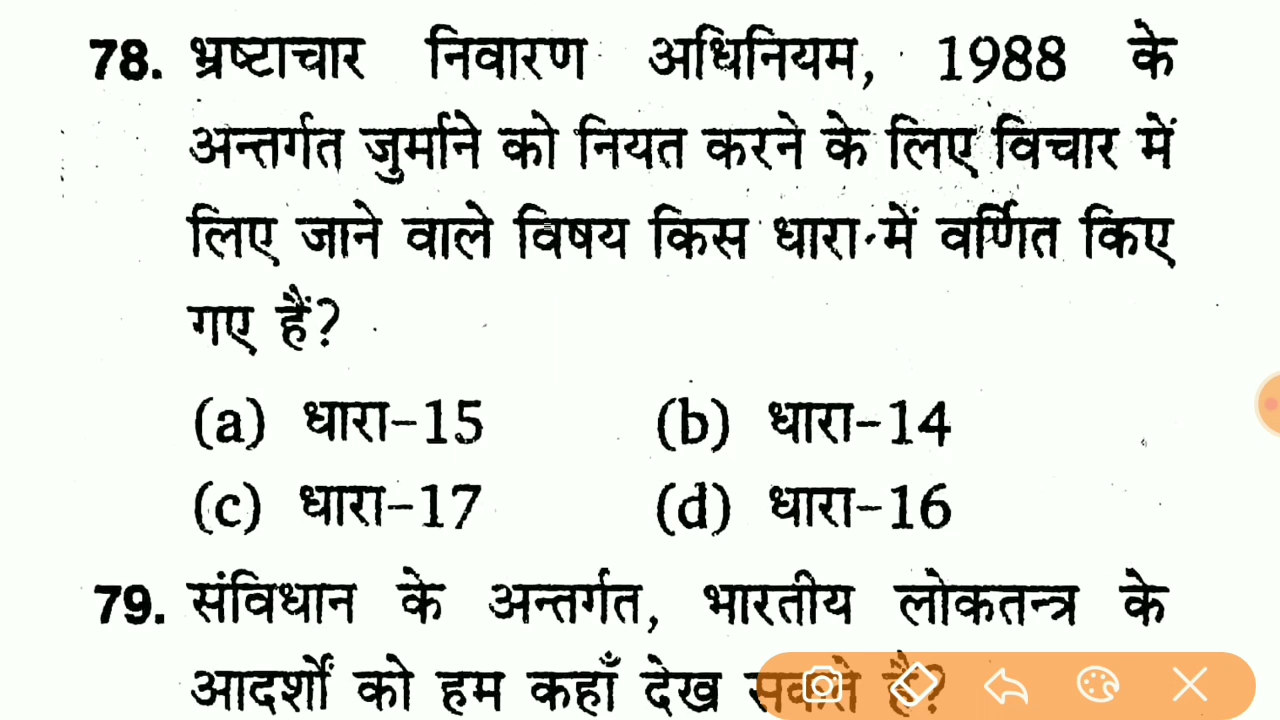 78. भ्रष्टाचार निवारण अधिनियम, 1988 के
अन्तर्गत जुर्माने को नियत करने के लिए विचार में
लिए जाने वाले विषय किस धारा में वर्णित किए
गए हैं?
(a) धारा-15 (b) धारा-14
(c) धारा-17 (d) धारा-16
79. संविधान के अन्तर्गत, भारतीय लोकतन्त्र के
आदर्शों को हम कहाँ देख सकते है?